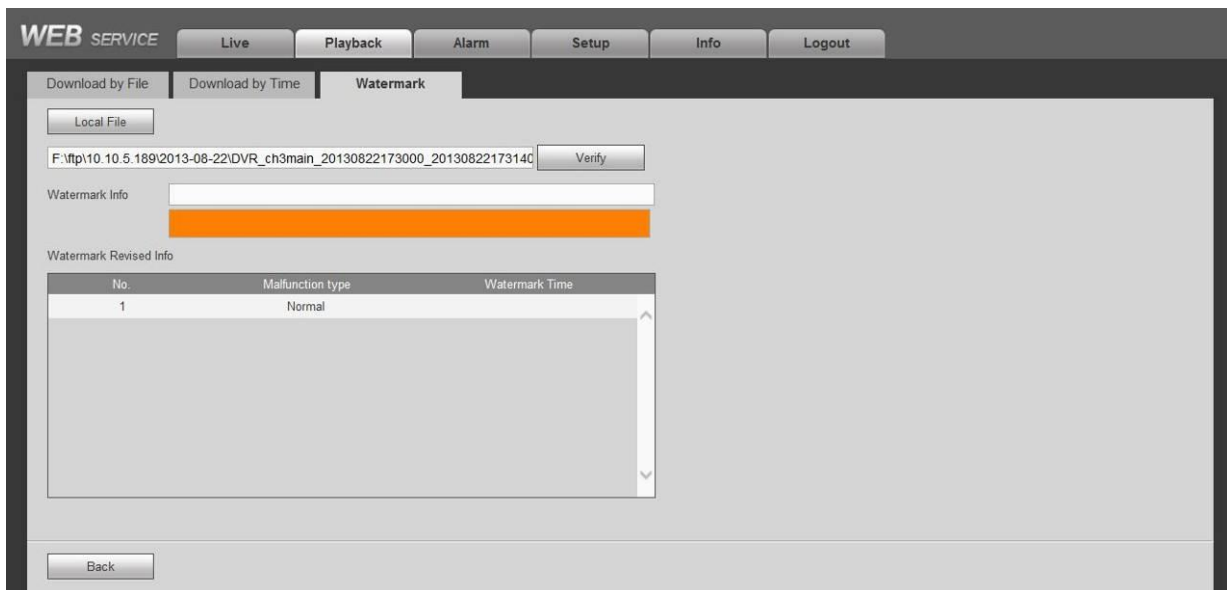 WEB SERVICE Live Playback Alarm Setup Info Logout
Download by File Download by Time Watermark
Local File
F:\ftp\10.10.5.189\2013-08-22\DVR_ch3main_20130822173000_20130822173140 Verify
Watermark Info
Watermark Revised Info
No. Malfunction type Watermark Time
1 Normal
Back